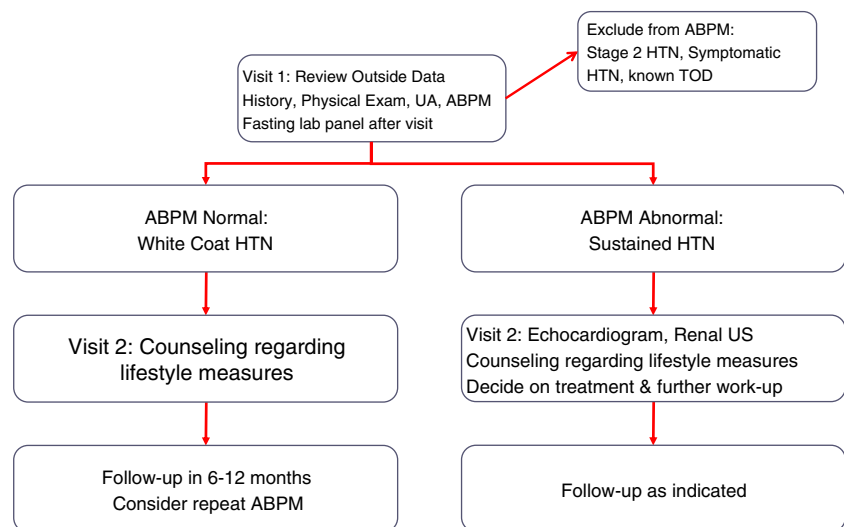 Exclude from ABPM:
Stage 2 HTN, Symptomatic
HTN, known TOD
Visit 1: Review Outside Data
History, Physical Exam, UA, ABPM
Fasting lab panel after visit
ABPM Normal:
White Coat HTN
ABPM Abnormal:
Sustained HTN
Visit 2: Counseling regarding
lifestyle measures
Visit 2: Echocardiogram, Renal US
Counseling regarding lifestyle measures
Decide on treatment & further work-up
Follow-up in 6-12 months
Consider repeat ABPM
Follow-up as indicated